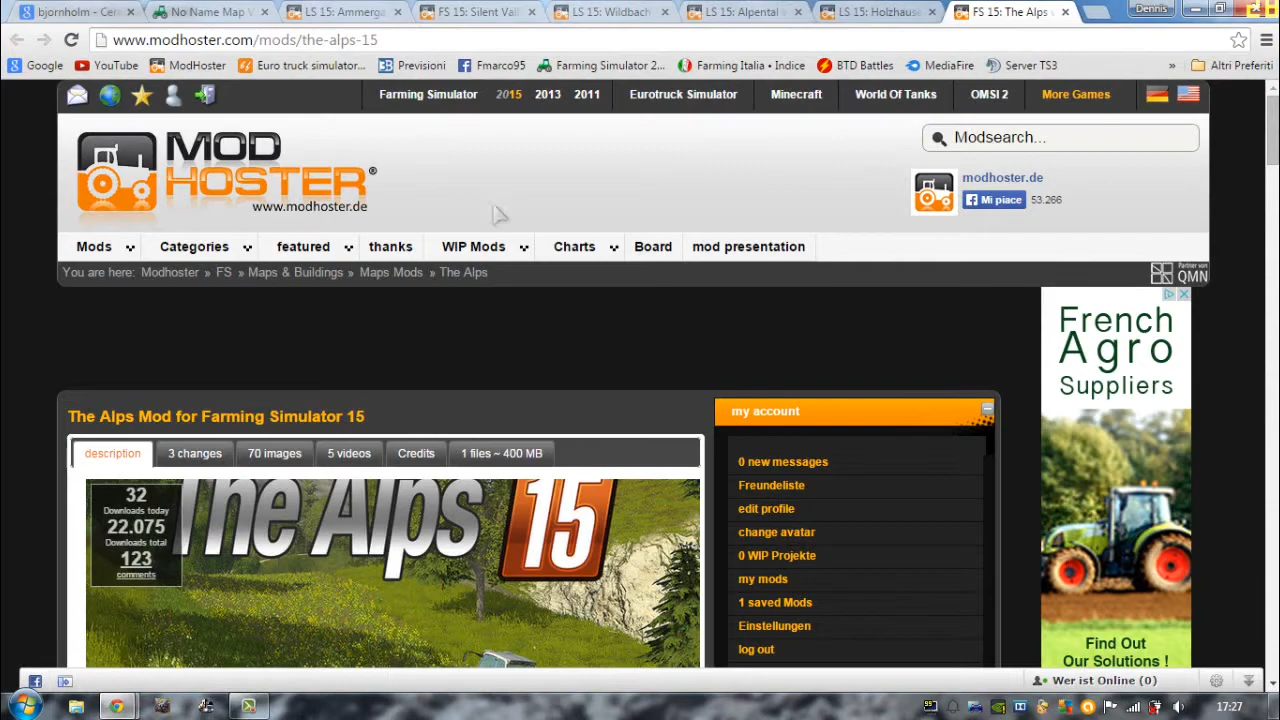 bjornholm - Cer
No Name Map V
LS 15: Ammerga
FS 15: Silent Vall
LS 15: Wildbach
LS 15: Alpental v
LS 15: Holzhause
FS 15: The Alps v
Dennis
www.modhoster.com/mods/the-alps-15
Google
YouTube
ModHoster
Euro truck simulator...
Previsioni
Fmarco95
Farming Simulator 2...
Farming Italia • Indice
BTD Battles
MediaFire
Server TS3
»
Altri Preferiti
Farming Simulator
2015
2013
2011
Eurotruck Simulator
Minecraft
World Of Tanks
OMSI 2
More Games
MOD
HOSTER®
www.modhoster.de
Modsearch...
modhoster.de
Mi piace
53.266
Mods
Categories
featured
thanks
WIP Mods
Charts
Board
mod presentation
You are here: Modhoster » FS » Maps & Buildings » Maps Mods » The Alps
Partner von
QMN
French
Agro
Suppliers
The Alps Mod for Farming Simulator 15
my account
description
3 changes
70 images
5 videos
Credits
1 files ~ 400 MB
32
Downloads today
22.075
Downloads total
123
comments
The Alps 15
0 new messages
Freundeliste
edit profile
change avatar
0 WIP Projekte
my mods
1 saved Mods
Einstellungen
log out
Find Out
Our Solutions !
Wer ist Online (0)
17:27